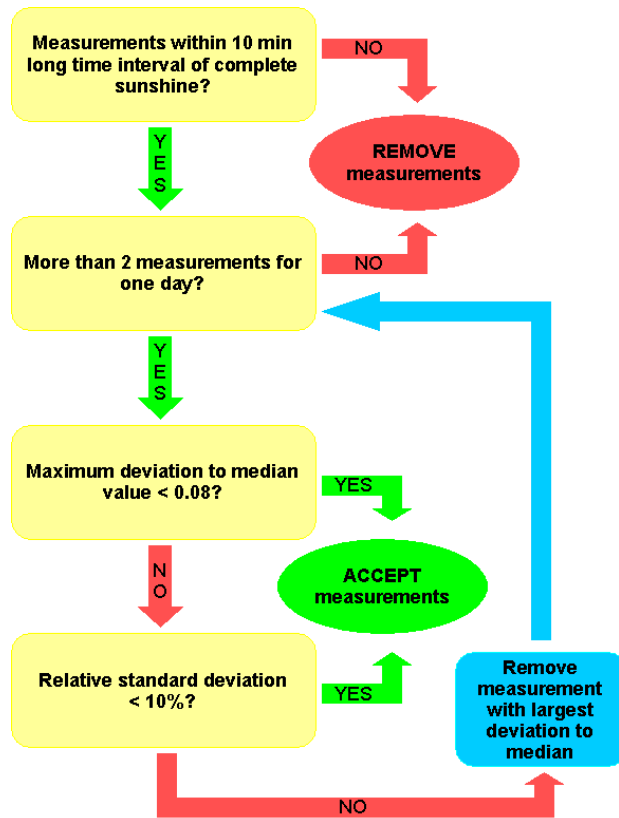 Measurements within 10 min
long time interval of complete
sunshine?
NO
REMOVE
measurements
YES
More than 2 measurements for
one day?
NO
YES
Maximum deviation to median
value < 0.08?
YES
ACCEPT
measurements
NO
Relative standard deviation
< 10%?
YES
Remove
measurement
with largest
deviation to
median
NO